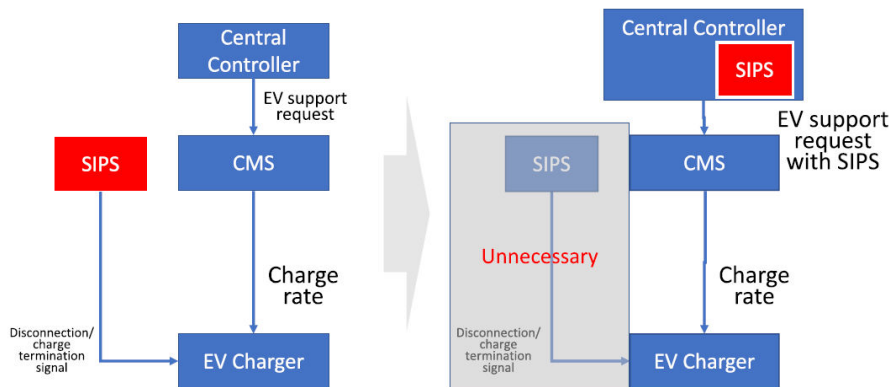 Central
Controller
EV support
request
SIPS
CMS
Charge
rate
Disconnection/
charge
termination
signal
EV Charger
Central Controller
SIPS
EV support
request
with SIPS
SIPS
CMS
Unnecessary
Charge
rate
Disconnection/
charge
termination
signal
EV Charger